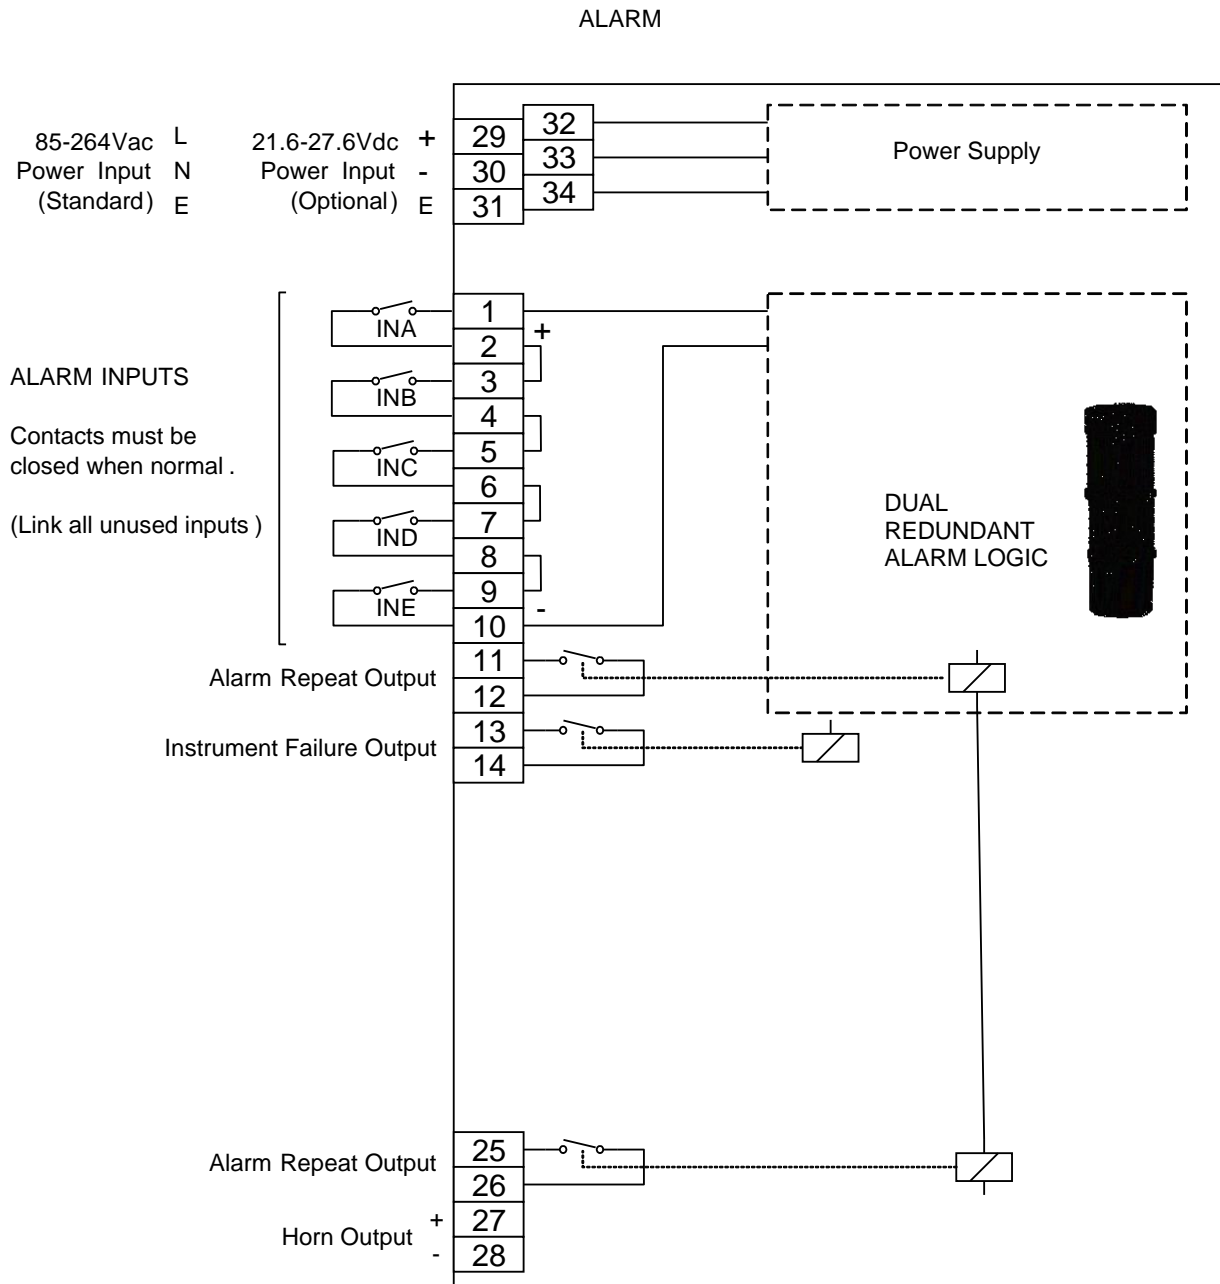 ALARM
85-264Vac L 21.6-27.6Vdc + 29 32
Power Input N Power Input - 30 33
(Standard) E (Optional) E 31 34
Power Supply
ALARM INPUTS
Contacts must be
closed when normal .
(Link all unused inputs )
INA
INB
INC
IND
INE
1
+
2
3
4
5
6
7
8
9
-
10
DUAL
REDUNDANT
ALARM LOGIC
Alarm Repeat Output
11
12
Instrument Failure Output
13
14
Alarm Repeat Output
25
26
Horn Output
+ 27
- 28